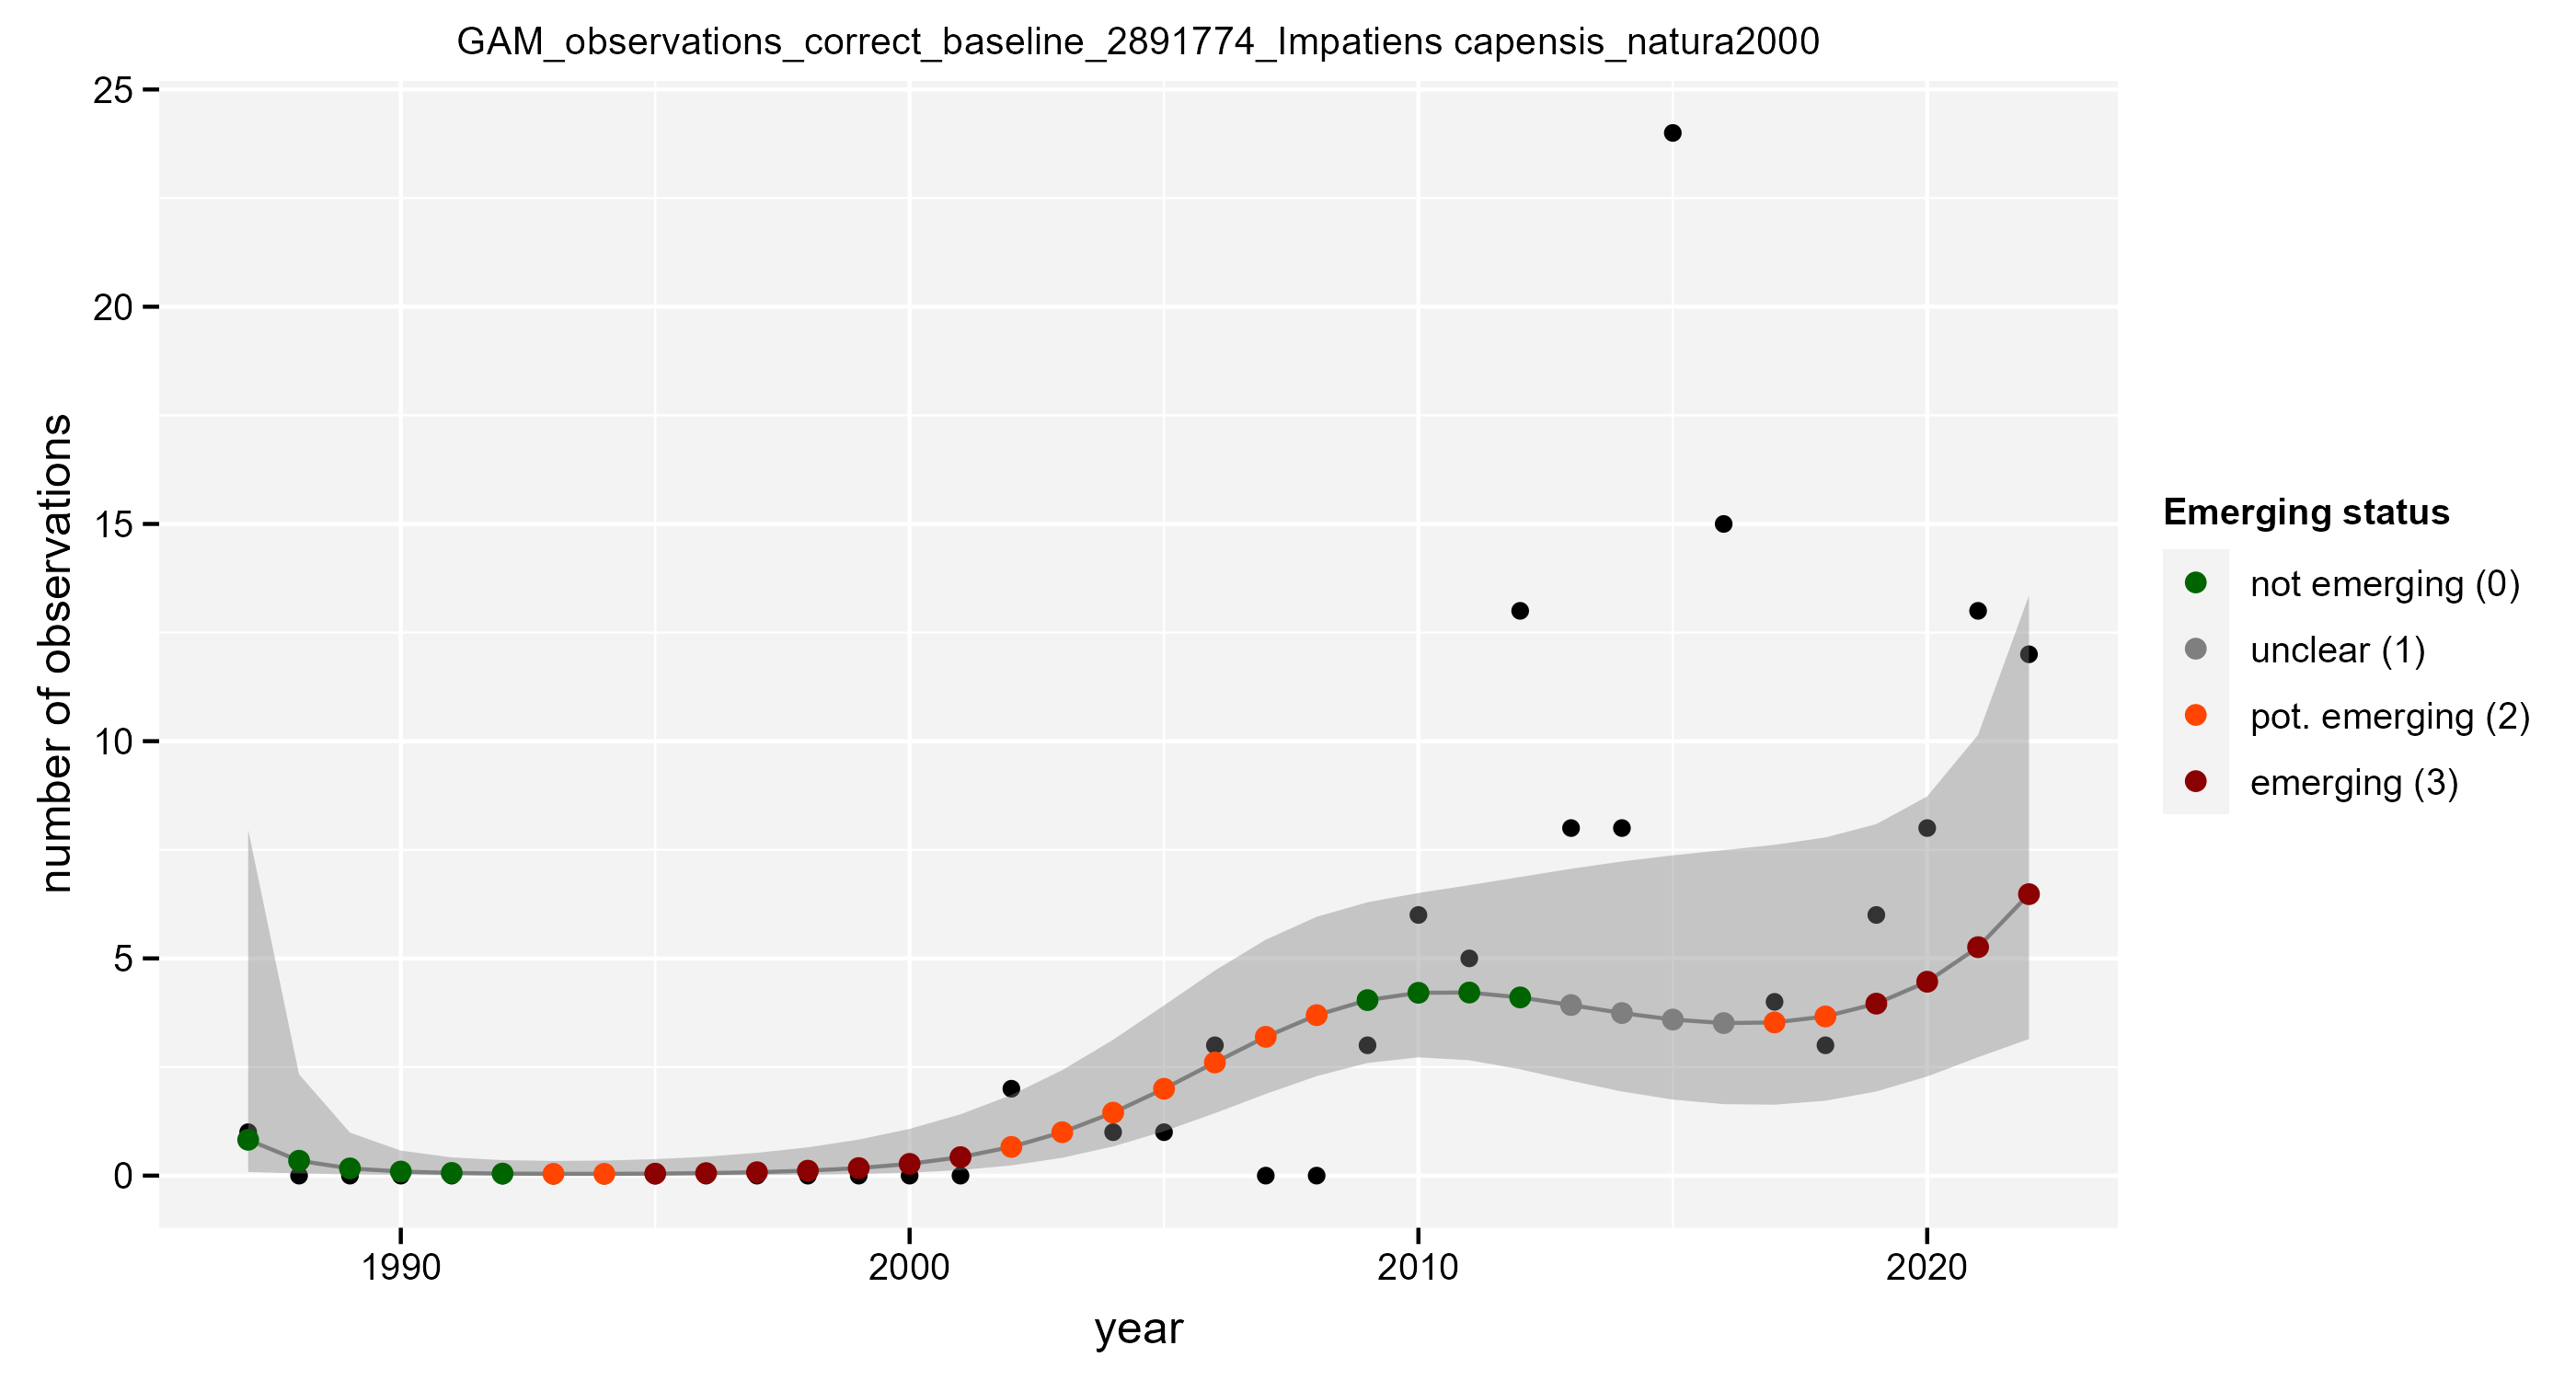 GAM_observations_correct_baseline_2891774_Impatiens capensis_natura2000
25
20
15
10
5
0
number of observations
1990
2000
2010
2020
year
Emerging status
not emerging (0)
unclear (1)
pot. emerging (2)
emerging (3)